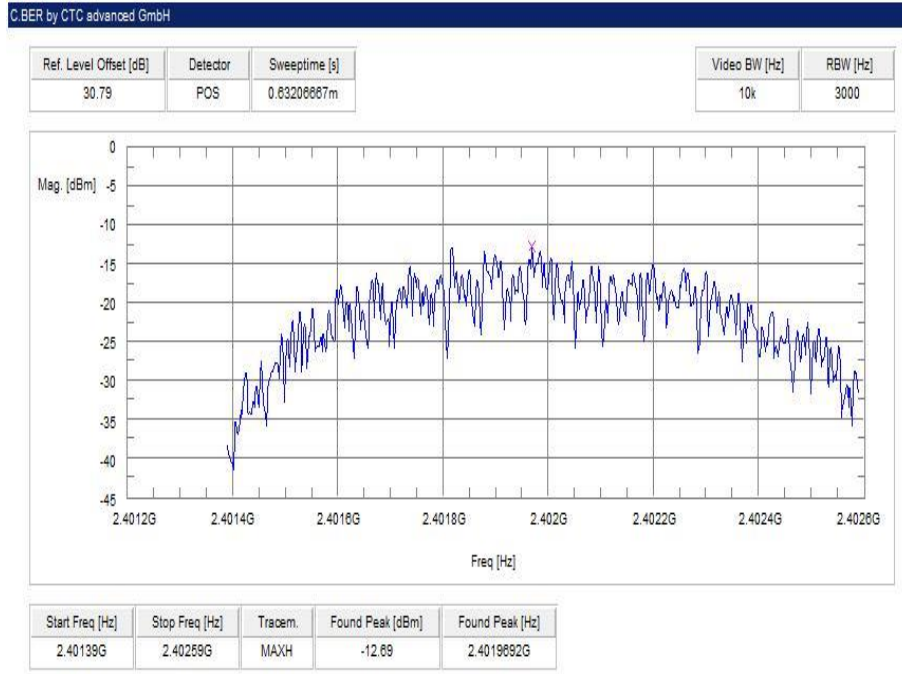 C.BER by CTC advanced GmbH
Ref. Level Offset [dB] Detector Sweeptime [s] Video BW [Hz] RBW [Hz]
30.79 POS 0.63206667m 10k 3000
Mag. [dBm]
0
-5
-10
-15
-20
-25
-30
-35
-40
-45
2.4012G 2.4014G 2.4016G 2.4018G 2.402G 2.4022G 2.4024G 2.4026G
Freq [Hz]
Start Freq [Hz] Stop Freq [Hz] Tracem. Found Peak [dBm] Found Peak [Hz]
2.40139G 2.40259G MAXH -12.69 2.4019692G